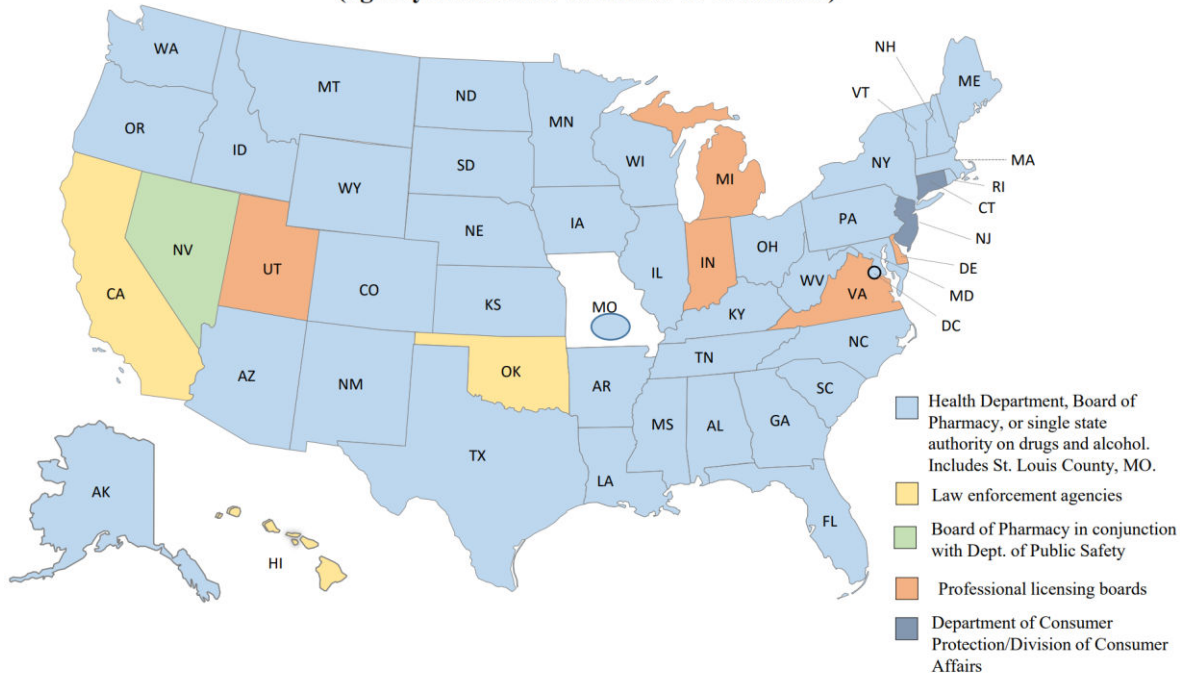 NH
WA
ME
MT
ND
VT
MN
OR
ID
SD
WI
NY
MA
MI
WY
RI
CT
IA
PA
NE
NJ
OH
NV
IL
IN
DE
UT
WV
CA
CO
VA
MD
KS
MO
KY
DC
NC
TN
OK
AZ
NM
AR
SC
MS
AL
GA
TX
LA
AK
FL
HI
Health Department, Board of
Pharmacy, or single state
authority on drugs and alcohol.
Includes St. Louis County, MO.
Law enforcement agencies
Board of Pharmacy in conjunction
with Dept. of Public Safety
Professional licensing boards
Department of Consumer
Protection/Division of Consumer
Affairs